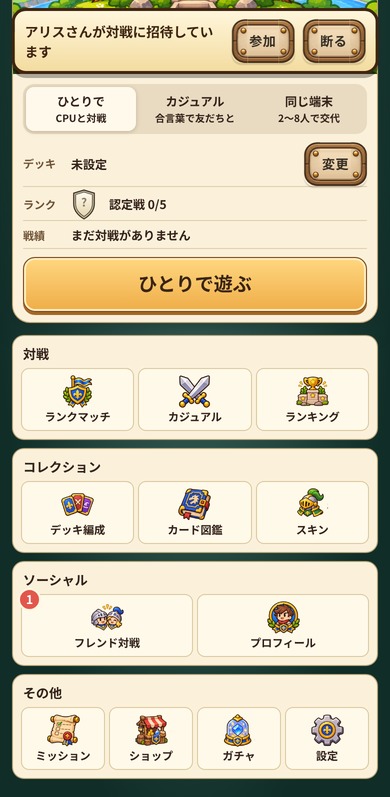 アリスさんが対戦に招待してい
ます
参加
断る
ひとりで
CPUと対戦
カジュアル
合言葉で友だちと
同じ端末
2〜8人で交代
デッキ 未設定
変更
ランク ? 認定戦 0/5
戦績 まだ対戦がありません
ひとりで遊ぶ
対戦
ランクマッチ
カジュアル
ランキング
コレクション
デッキ編成
カード図鑑
スキン
ソーシャル
1
フレンド対戦
プロフィール
その他
ミッション
ショップ
ガチャ
設定